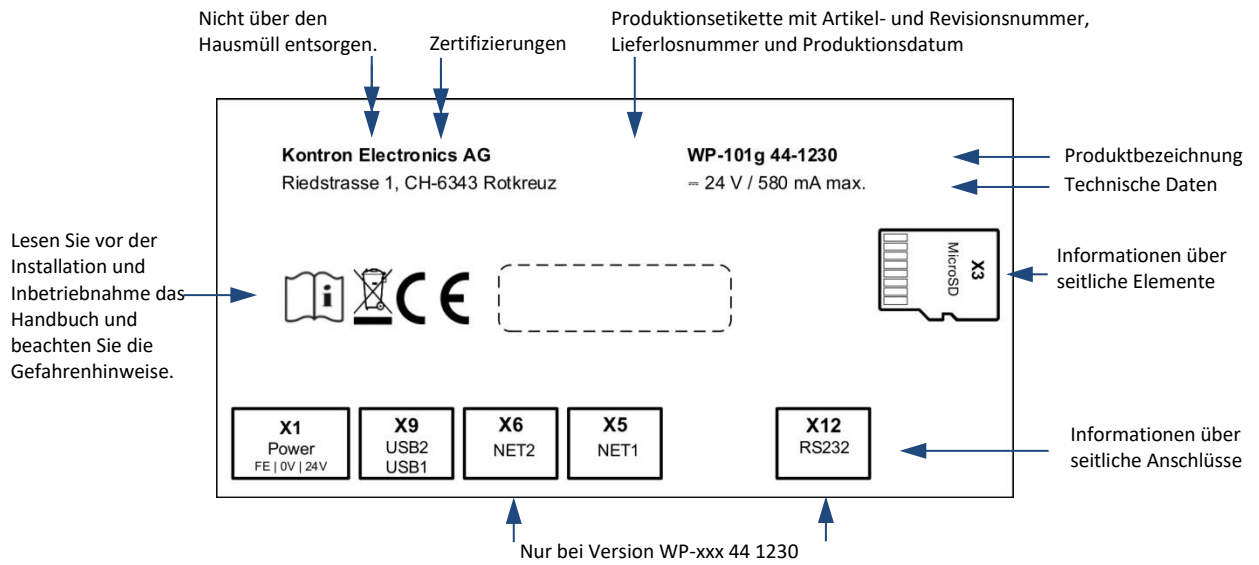 Nicht über den
Hausmüll entsorgen.
Zertifizierungen
Produktionsetikette mit Artikel- und Revisionsnummer,
Lieferlosnummer und Produktionsdatum
Kontron Electronics AG
Riedstrasse 1, CH-6343 Rotkreuz
WP-101g 44-1230
⎓ 24 V / 580 mA max.
Produktbezeichnung
Technische Daten
Lesen Sie vor der
Installation und
Inbetriebnahme das
Handbuch und
beachten Sie die
Gefahrenhinweise.
i
CE
X3
MicroSD
Informationen über
seitliche Elemente
X1
Power
FE | 0V | 24V
X9
USB2
USB1
X6
NET2
X5
NET1
X12
RS232
Informationen über
seitliche Anschlüsse
Nur bei Version WP-xxx 44 1230